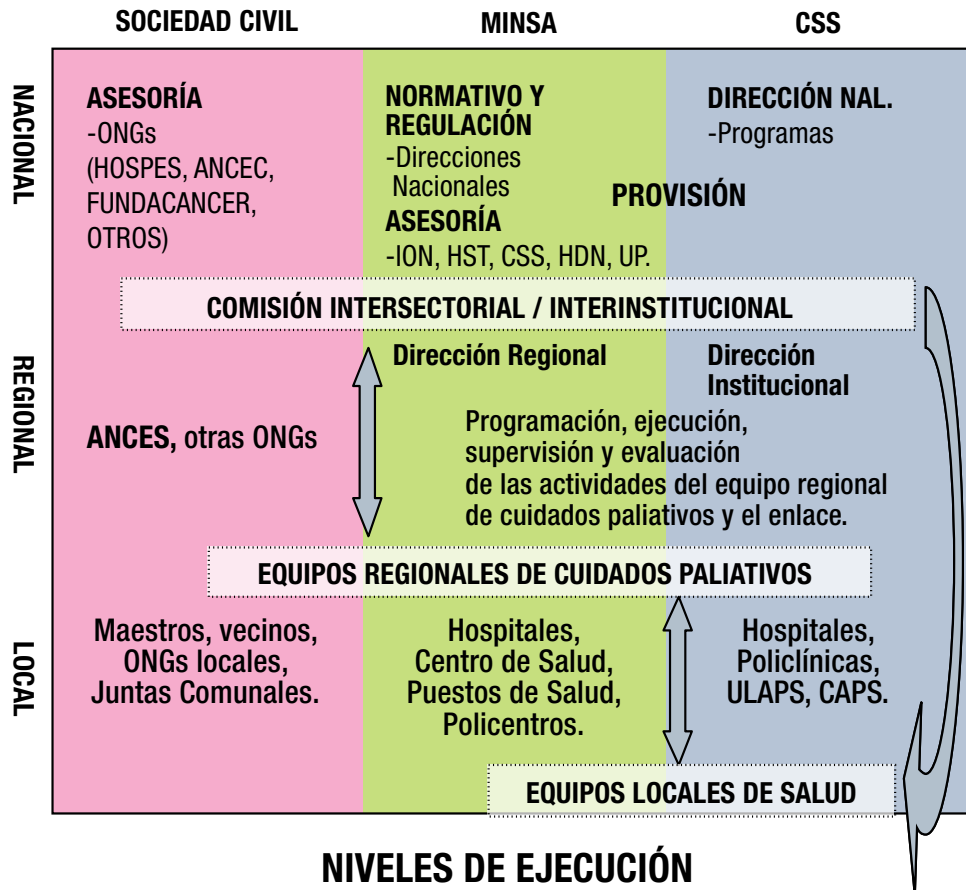 SOCIEDAD CIVIL
MINSA
CSS
NACIONAL
ASESORÍA
-ONGs
(HOSPES, ANCEC,
FUNDACANCER,
OTROS)
NORMATIVO Y
REGULACIÓN
-Direcciones
Nacionales
ASESORÍA
-ION, HST, CSS, HDN, UP.
DIRECCIÓN NAL.
-Programas
PROVISIÓN
COMISIÓN INTERSECTORIAL / INTERINSTITUCIONAL
REGIONAL
ANCES, otras ONGs
Dirección Regional
Dirección
Institucional
Programación, ejecución,
supervisión y evaluación
de las actividades del equipo regional
de cuidados paliativos y el enlace.
EQUIPOS REGIONALES DE CUIDADOS PALIATIVOS
LOCAL
Maestros, vecinos,
ONGs locales,
Juntas Comunales.
Hospitales,
Centro de Salud,
Puestos de Salud,
Policentros.
Hospitales,
Policlínicas,
ULAPS, CAPS.
EQUIPOS LOCALES DE SALUD
NIVELES DE EJECUCIÓN